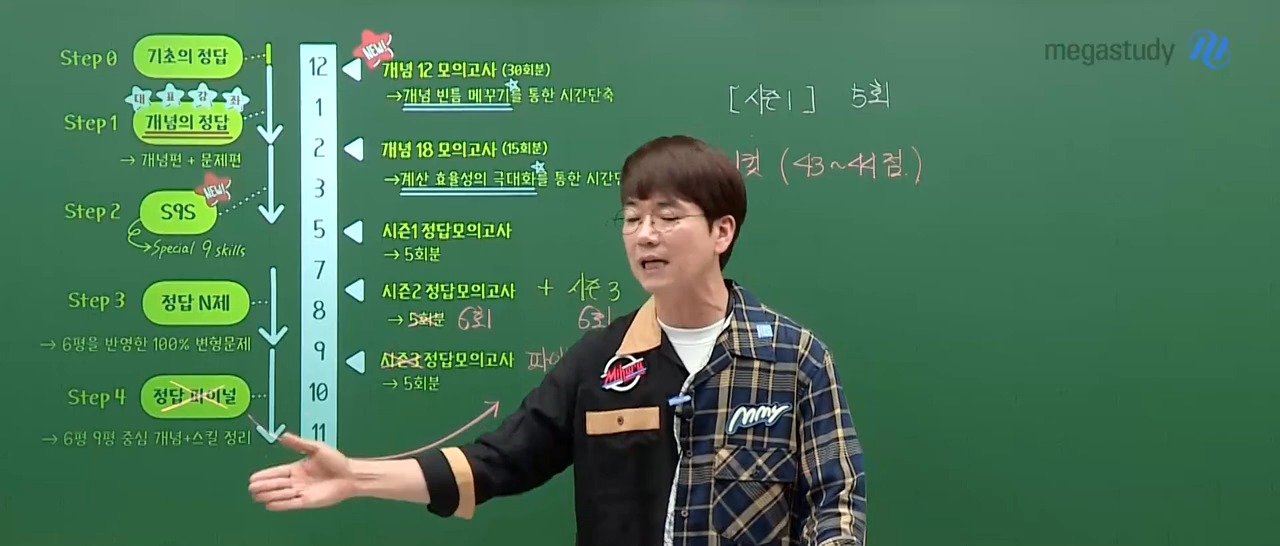 megastudy
Step 0 기초의 정답
대 표 강 좌
Step 1 개념의 정답
→ 개념편 + 문제편
NEW!
Step 2 S9S
→ Special 9 skills
Step 3 정답 N제
→ 6평을 반영한 100% 변형문제
Step 4 정답 파이널
→ 6평 9평 중심 개념+스킬 정리
12
1
2
3
5
7
8
9
10
11
NEW!
개념 12 모의고사 (30회분)
→개념 빈틈 메꾸기를 통한 시간단축
개념 18 모의고사 (15회분)
→계산 효율성의 극대화를 통한
시즌1 정답모의고사
→ 5회분
시즌2 정답모의고사 + 시즌 3
→ 5회분 6회 6회
시즌3 정답모의고사
→ 5회분
[시즌 1] 5회
(43~44점)
Mihara
mmy